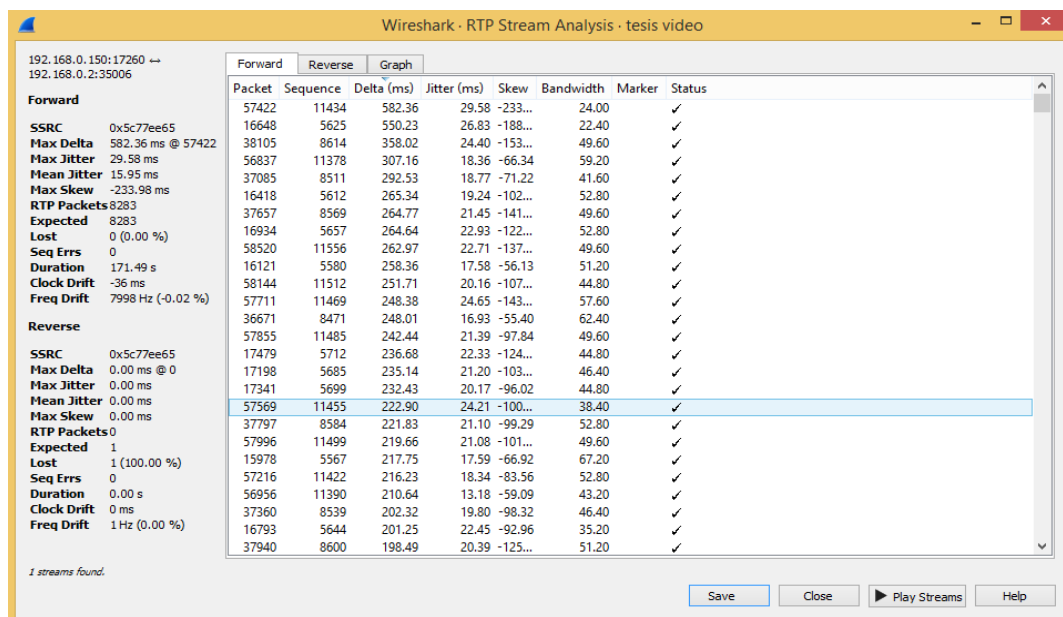 Wireshark · RTP Stream Analysis · tesis video
192.168.0.150:17260 ↔
192.168.0.2:35006
Forward
SSRC 0x5c77ee65
Max Delta 582.36 ms @ 57422
Max Jitter 29.58 ms
Mean Jitter 15.95 ms
Max Skew -233.98 ms
RTP Packets 8283
Expected 8283
Lost 0 (0.00 %)
Seq Errs 0
Duration 171.49 s
Clock Drift -36 ms
Freq Drift 7998 Hz (-0.02 %)
Reverse
SSRC 0x5c77ee65
Max Delta 0.00 ms @ 0
Max Jitter 0.00 ms
Mean Jitter 0.00 ms
Max Skew 0.00 ms
RTP Packets 0
Expected 1
Lost 1 (100.00 %)
Seq Errs 0
Duration 0.00 s
Clock Drift 0 ms
Freq Drift 1 Hz (0.00 %)
1 streams found.
Forward Reverse Graph
Packet Sequence Delta (ms) Jitter (ms) Skew Bandwidth Marker Status
57422 11434 582.36 29.58 -233... 24.00 ✓
16648 5625 550.23 26.83 -188... 22.40 ✓
38105 8614 358.02 24.40 -153... 49.60 ✓
56837 11378 307.16 18.36 -66.34 59.20 ✓
37085 8511 292.53 18.77 -71.22 41.60 ✓
16418 5612 265.34 19.24 -102... 52.80 ✓
37657 8569 264.77 21.45 -141... 49.60 ✓
16934 5657 264.64 22.93 -122... 52.80 ✓
58520 11556 262.97 22.71 -137... 49.60 ✓
16121 5580 258.36 17.58 -56.13 51.20 ✓
58144 11512 251.71 20.16 -107... 44.80 ✓
57711 11469 248.38 24.65 -143... 57.60 ✓
36671 8471 248.01 16.93 -55.40 62.40 ✓
57855 11485 242.44 21.39 -97.84 49.60 ✓
17479 5712 236.68 22.33 -124... 44.80 ✓
17198 5685 235.14 21.20 -103... 46.40 ✓
17341 5699 232.43 20.17 -96.02 44.80 ✓
57569 11455 222.90 24.21 -100... 38.40 ✓
37797 8584 221.83 21.10 -99.29 52.80 ✓
57996 11499 219.66 21.08 -101... 49.60 ✓
15978 5567 217.75 17.59 -66.92 67.20 ✓
57216 11422 216.23 18.34 -83.56 52.80 ✓
56956 11390 210.64 13.18 -59.09 43.20 ✓
37360 8539 202.32 19.80 -98.32 46.40 ✓
16793 5644 201.25 22.45 -92.96 35.20 ✓
37940 8600 198.49 20.39 -125... 51.20 ✓
Save Close Play Streams Help